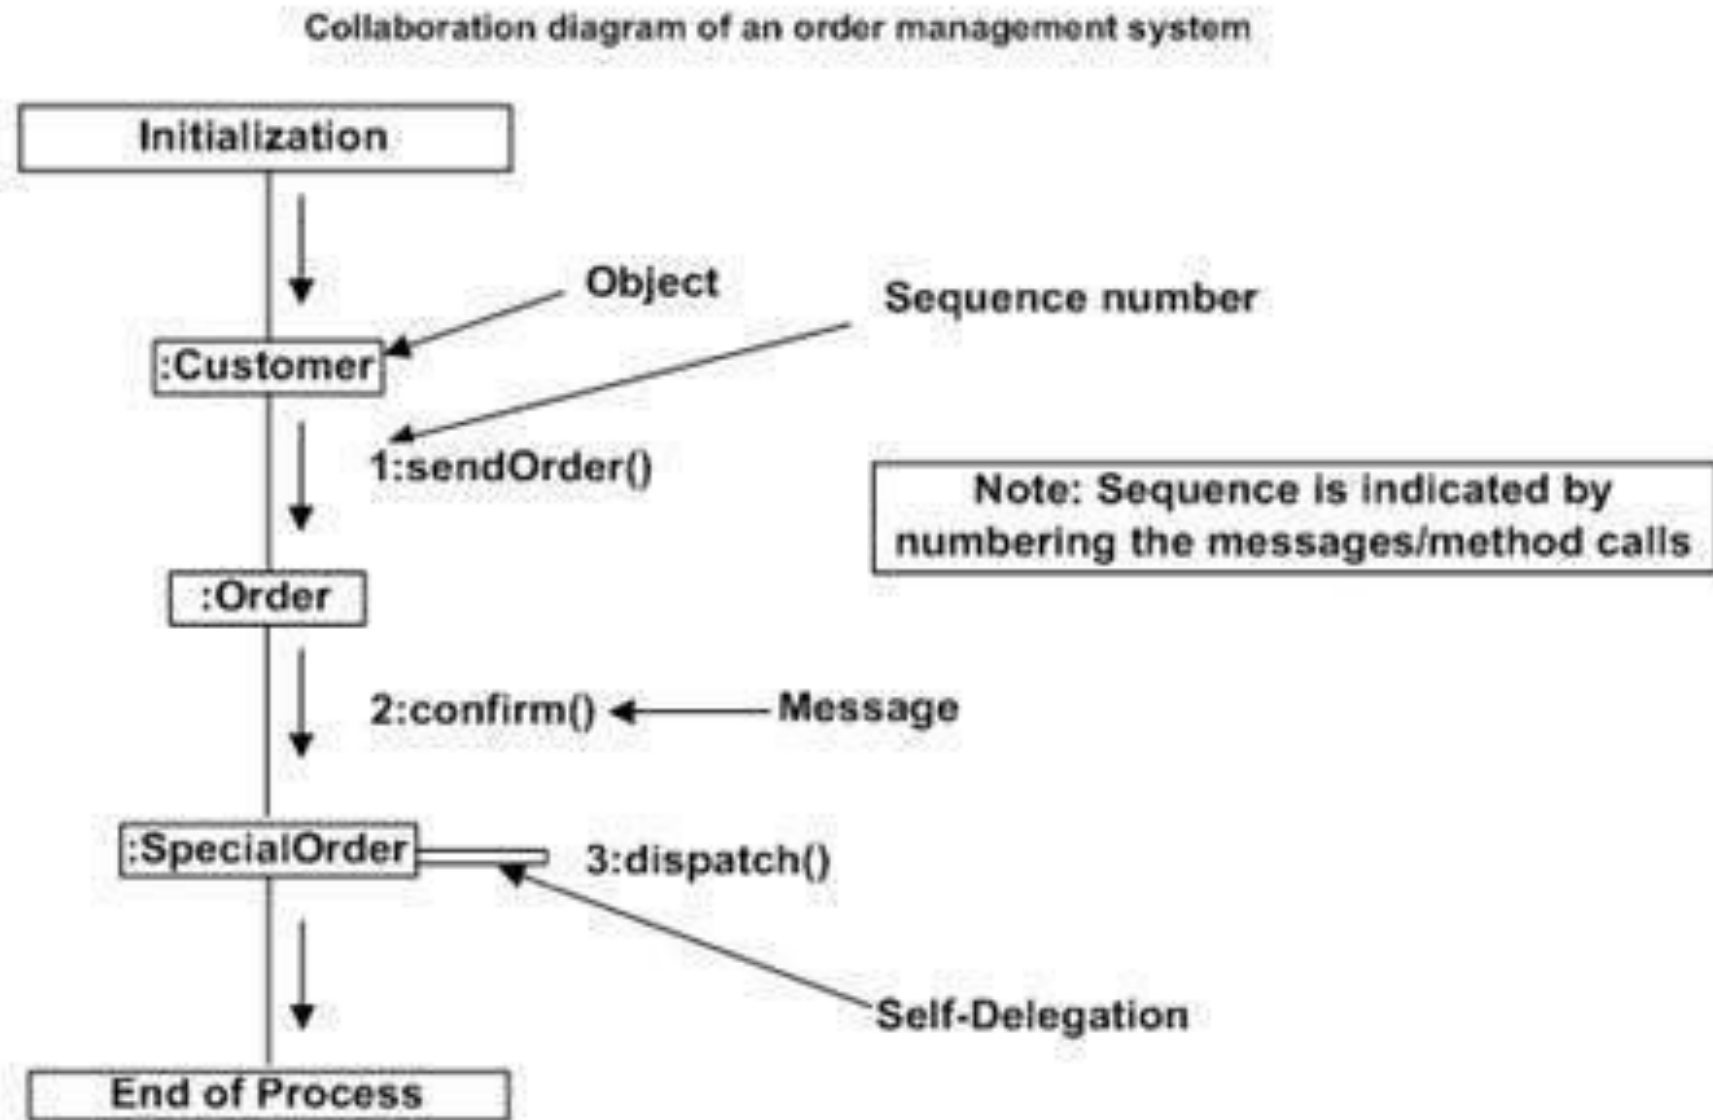 Collaboration diagram of an order management system
Initialization
Object
Sequence number
:Customer
1:sendOrder()
Note: Sequence is indicated by
numbering the messages/method calls
:Order
2:confirm()
Message
:SpecialOrder
3:dispatch()
Self-Delegation
End of Process